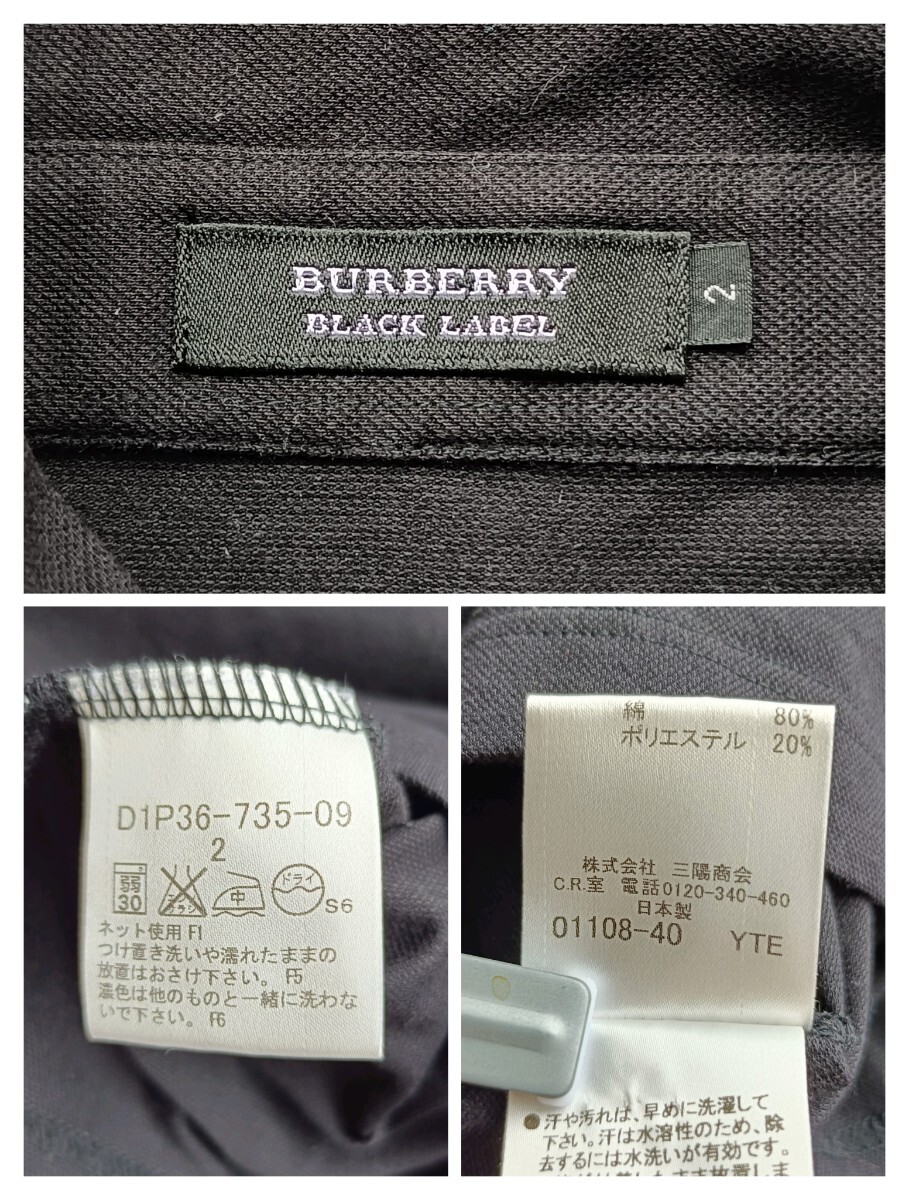 BURBERRY
BLACK LABEL
2
D1P36-735-09
2
弱
30
エンソ
サラシ
中
ドライ
S6
ネット使用 F1
つけ置き洗いや濡れたままの
放置はおさけ下さい。 F5
濃色は他のものと一緒に洗わな
いで下さい。 F6
綿 80%
ポリエステル 20%
株式会社 三陽商会
C.R.室 電話0120-340-460
日本製
01108-40 YTE
●汗や汚れは、早めに洗濯して
下さい。汗は水溶性のため、除
去するには水洗いが有効です。